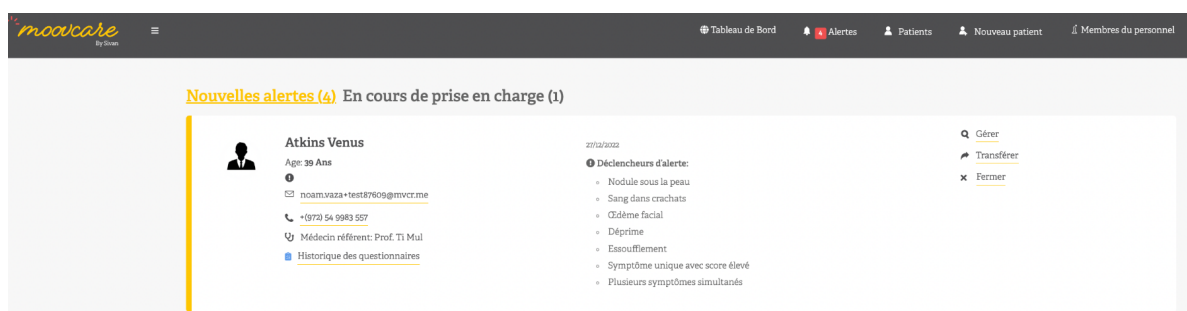 moovcare
By Sivan
Tableau de Bord
4 Alertes
Patients
Nouveau patient
Membres du personnel
Nouvelles alertes (4) En cours de prise en charge (1)
Atkins Venus
Age: 39 Ans
noam.vaza+test87609@mvcr.me
+(972) 54 9983 557
Médecin référent: Prof. Ti Mul
Historique des questionnaires
27/12/2022
Déclencheurs d'alerte:
Nodule sous la peau
Sang dans crachats
Œdème facial
Déprime
Essoufflement
Symptôme unique avec score élevé
Plusieurs symptômes simultanés
Gérer
Transférer
Fermer